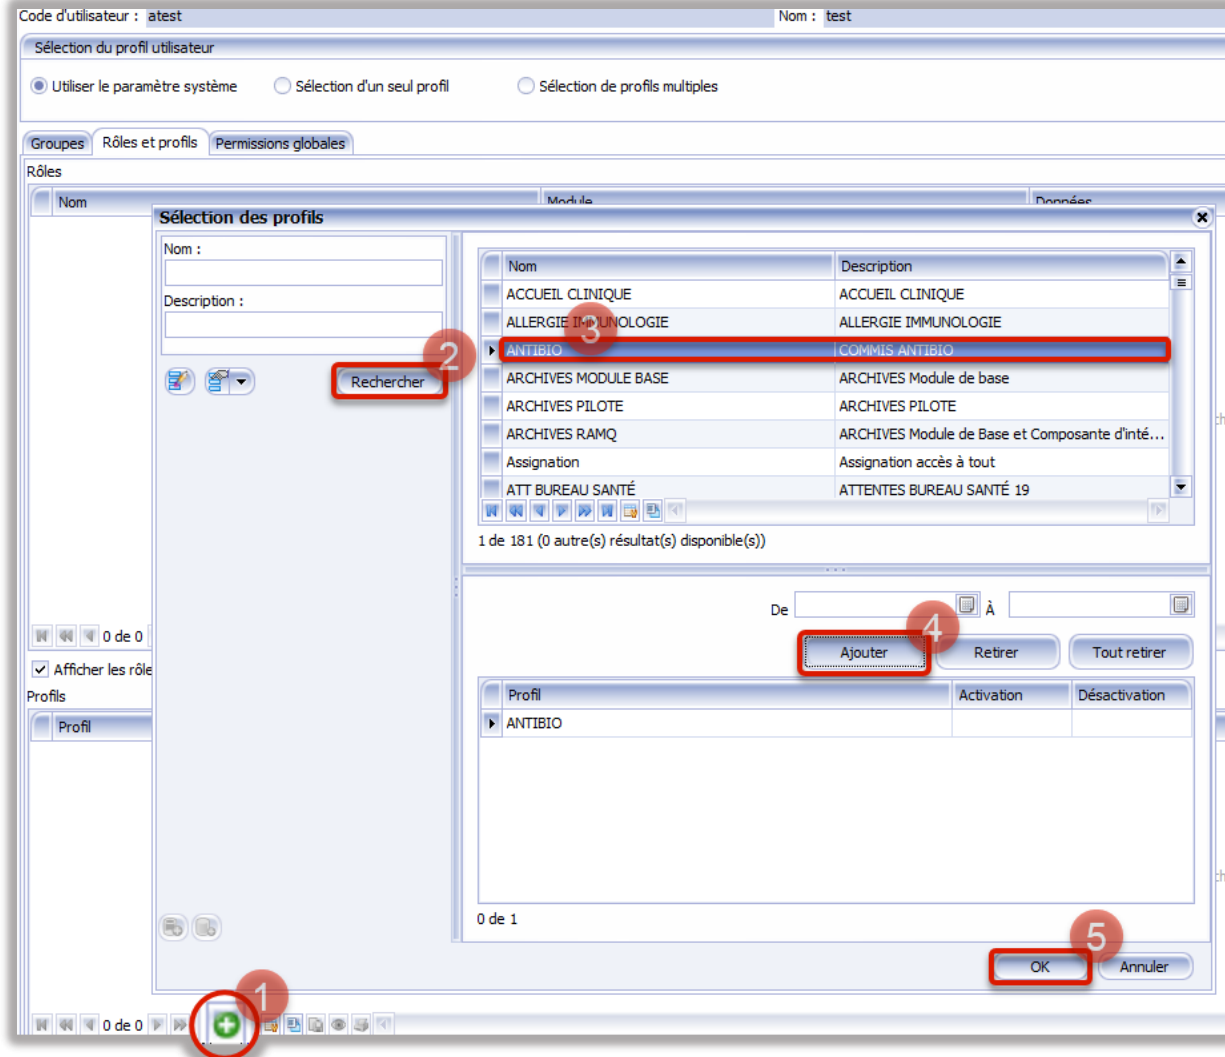 Code d'utilisateur : atest
Nom : test
Sélection du profil utilisateur
Utiliser le paramètre système
Sélection d'un seul profil
Sélection de profils multiples
Groupes
Rôles et profils
Permissions globales
Rôles
Nom
Module
Données
Sélection des profils
Nom :
Description :
2
Rechercher
Nom
Description
ACCUEIL CLINIQUE
ACCUEIL CLINIQUE
ALLERGIE IMMUNOLOGIE
ALLERGIE IMMUNOLOGIE
3
ANTIBIO
COMMIS ANTIBIO
ARCHIVES MODULE BASE
ARCHIVES Module de base
ARCHIVES PILOTE
ARCHIVES PILOTE
ARCHIVES RAMQ
ARCHIVES Module de Base et Composante d'inté...
Assignation
Assignation accès à tout
ATT BUREAU SANTÉ
ATTENTES BUREAU SANTÉ 19
1 de 181 (0 autre(s) résultat(s) disponible(s))
De
À
4
Ajouter
Retirer
Tout retirer
Profil
Activation
Désactivation
ANTIBIO
0 de 1
5
OK
Annuler
0 de 0
Afficher les rôle
Profils
Profil
1
0 de 0